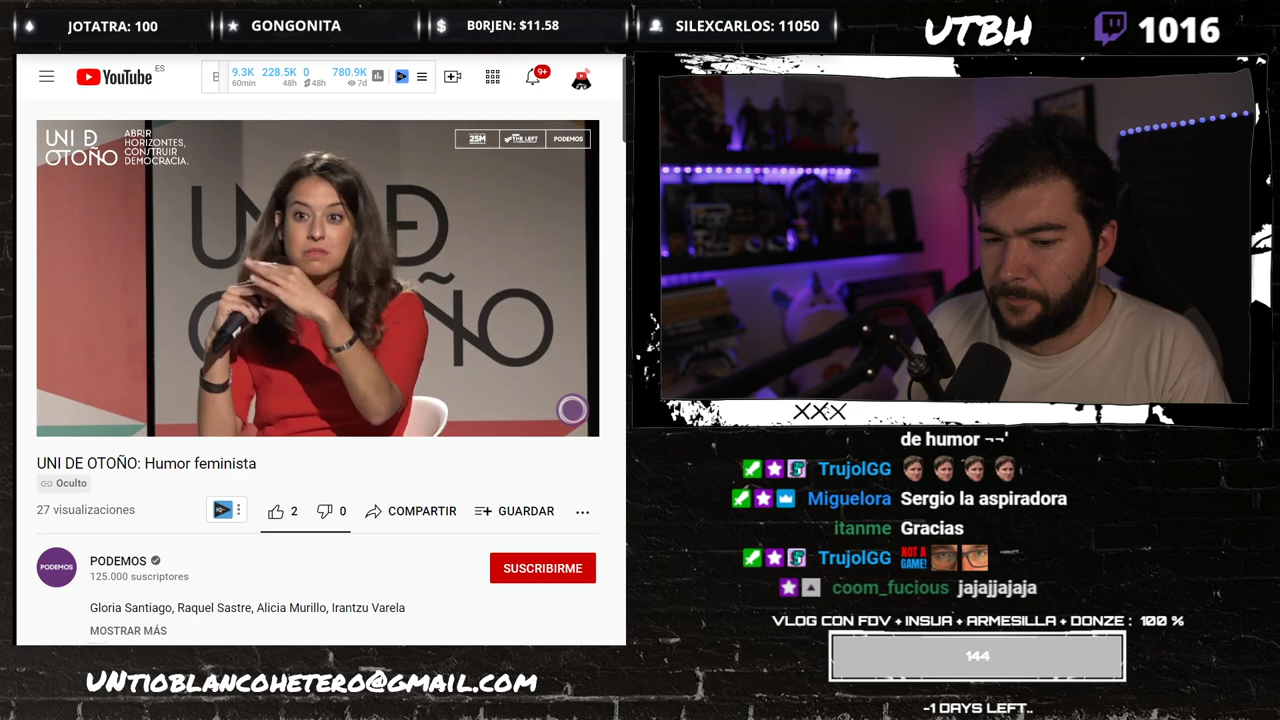 JOTATRA: 100
GONGONITA
B0RJEN: $11.58
SILEXCARLOS: 11050
UTBH
1016
YouTube ES
9.3K 228.5K 0 780.9K
60min 48h 48h 7d
9+
UNI D
OTOÑO
ABRIR
HORIZONTES,
CONSTRUIR
DEMOCRACIA.
25M
THE LEFT
PODEMOS
UNI DE OTOÑO: Humor feminista
Oculto
27 visualizaciones
2
0
COMPARTIR
GUARDAR
PODEMOS
PODEMOS
125.000 suscriptores
SUSCRIBIRME
Gloria Santiago, Raquel Sastre, Alicia Murillo, Irantzu Varela
MOSTRAR MÁS
UNTIOBLANCOHETERO@GMAIL.COM
XXX
de humor ¬¬'
TrujolGG
Miguelora Sergio la aspiradora
itanme Gracias
TrujolGG NOT A GAME!
coom_fucious jajajjajaja
VLOG CON FDV + INSUA + ARMESILLA + DONZE : 100 %
144
-1 DAYS LEFT..